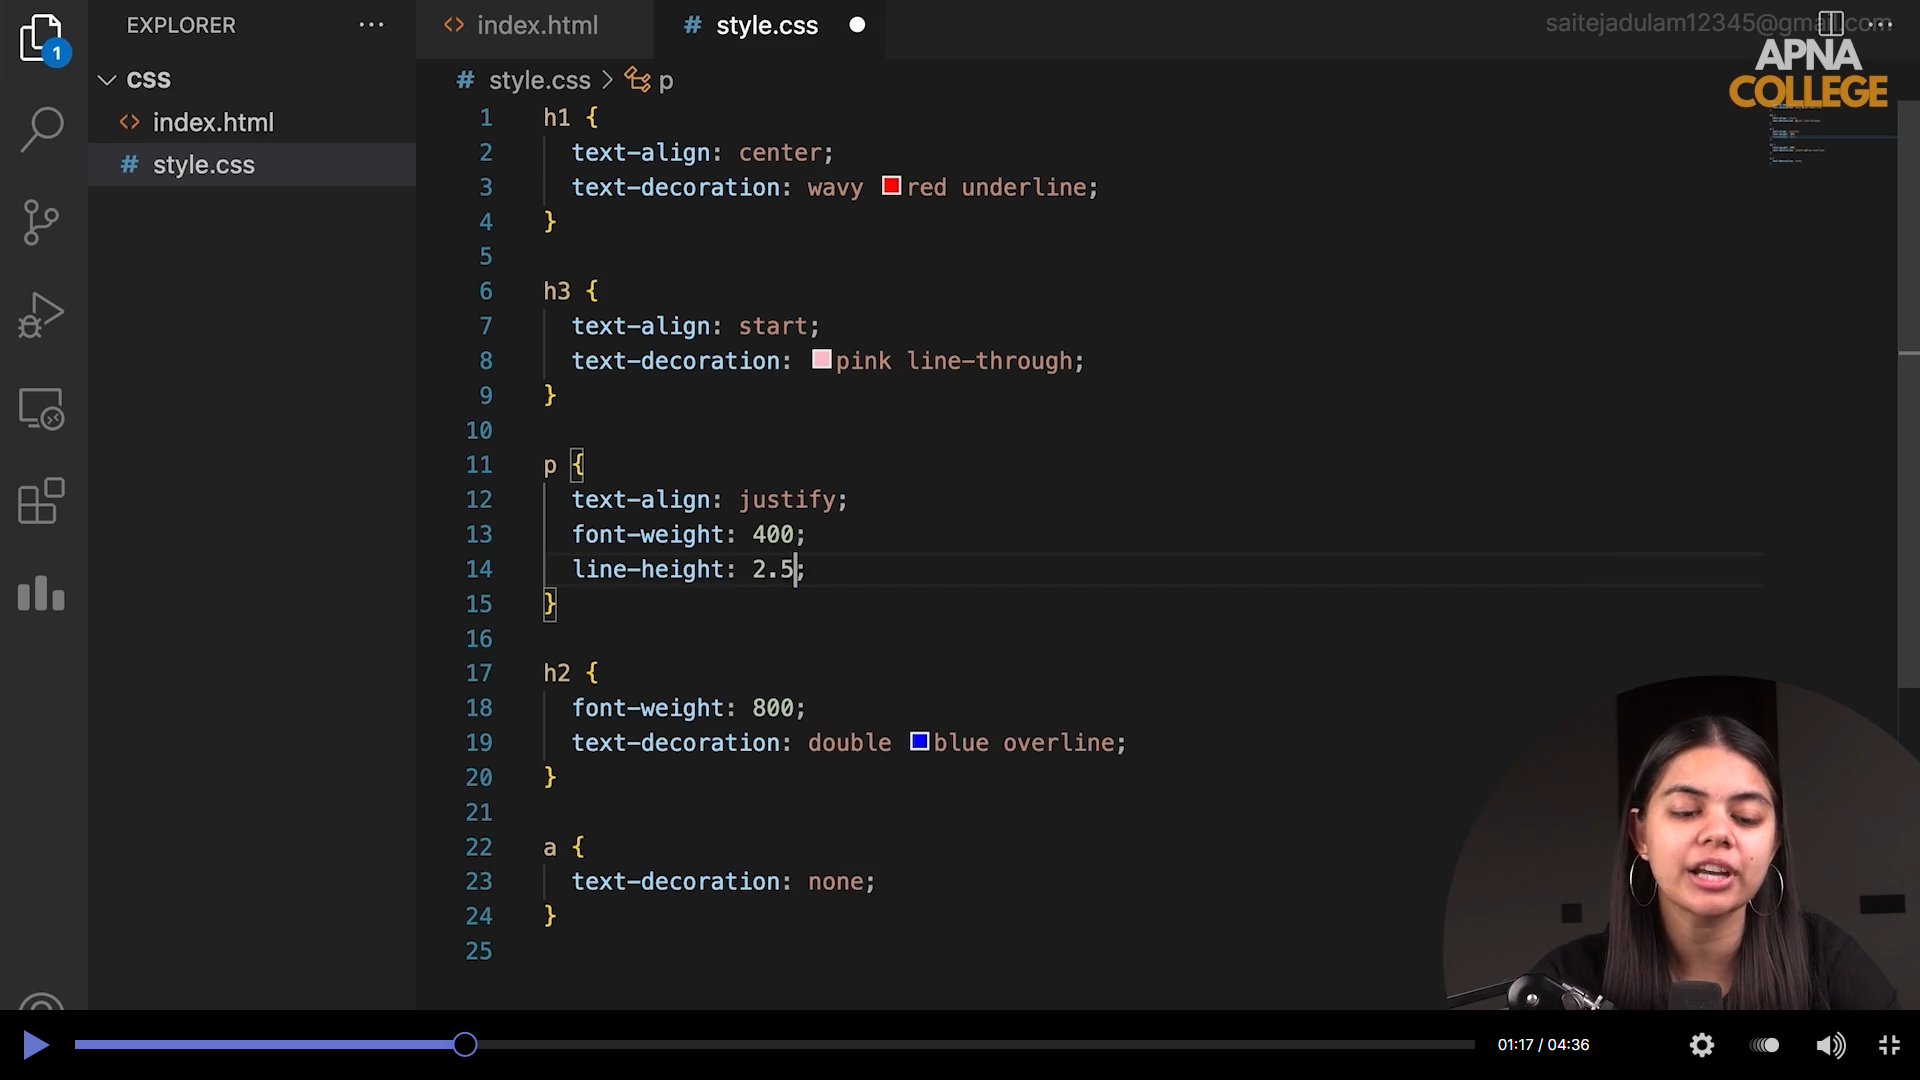 1
EXPLORER
CSS
index.html
style.css
index.html
style.css
saitejadulam12345@gmail.com
APNA
COLLEGE
style.css > p
1 h1 {
2 text-align: center;
3 text-decoration: wavy red underline;
4 }
5
6 h3 {
7 text-align: start;
8 text-decoration: pink line-through;
9 }
10
11 p {
12 text-align: justify;
13 font-weight: 400;
14 line-height: 2.5;
15 }
16
17 h2 {
18 font-weight: 800;
19 text-decoration: double blue overline;
20 }
21
22 a {
23 text-decoration: none;
24 }
25
01:17 / 04:36